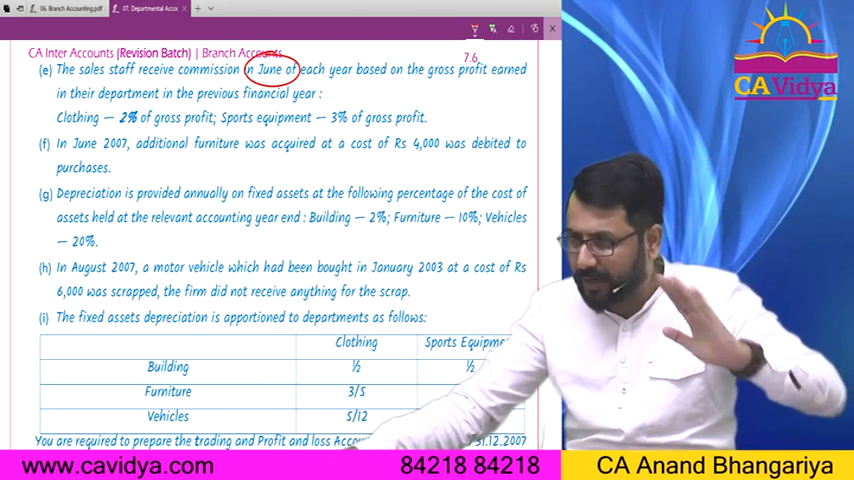 06. Branch Accounting.pdf
07. Departmental Accou
CA Inter Accounts (Revision Batch) | Branch Accounts
7.6
(e) The sales staff receive commission in June of each year based on the gross profit earned
in their department in the previous financial year :
Clothing — 2% of gross profit; Sports equipment — 3% of gross profit.
(f) In June 2007, additional furniture was acquired at a cost of Rs 4,000 was debited to
purchases.
(g) Depreciation is provided annually on fixed assets at the following percentage of the cost of
assets held at the relevant accounting year end : Building — 2%; Furniture — 10%; Vehicles
— 20%.
(h) In August 2007, a motor vehicle which had been bought in January 2003 at a cost of Rs
6,000 was scrapped, the firm did not receive anything for the scrap.
(i) The fixed assets depreciation is apportioned to departments as follows:
Clothing Sports Equipm
Building ½ ½
Furniture 3/5
Vehicles 5/12
You are required to prepare the trading and Profit and loss Acco 31.12.2007
CA Vidya
www.cavidya.com 84218 84218 CA Anand Bhangariya